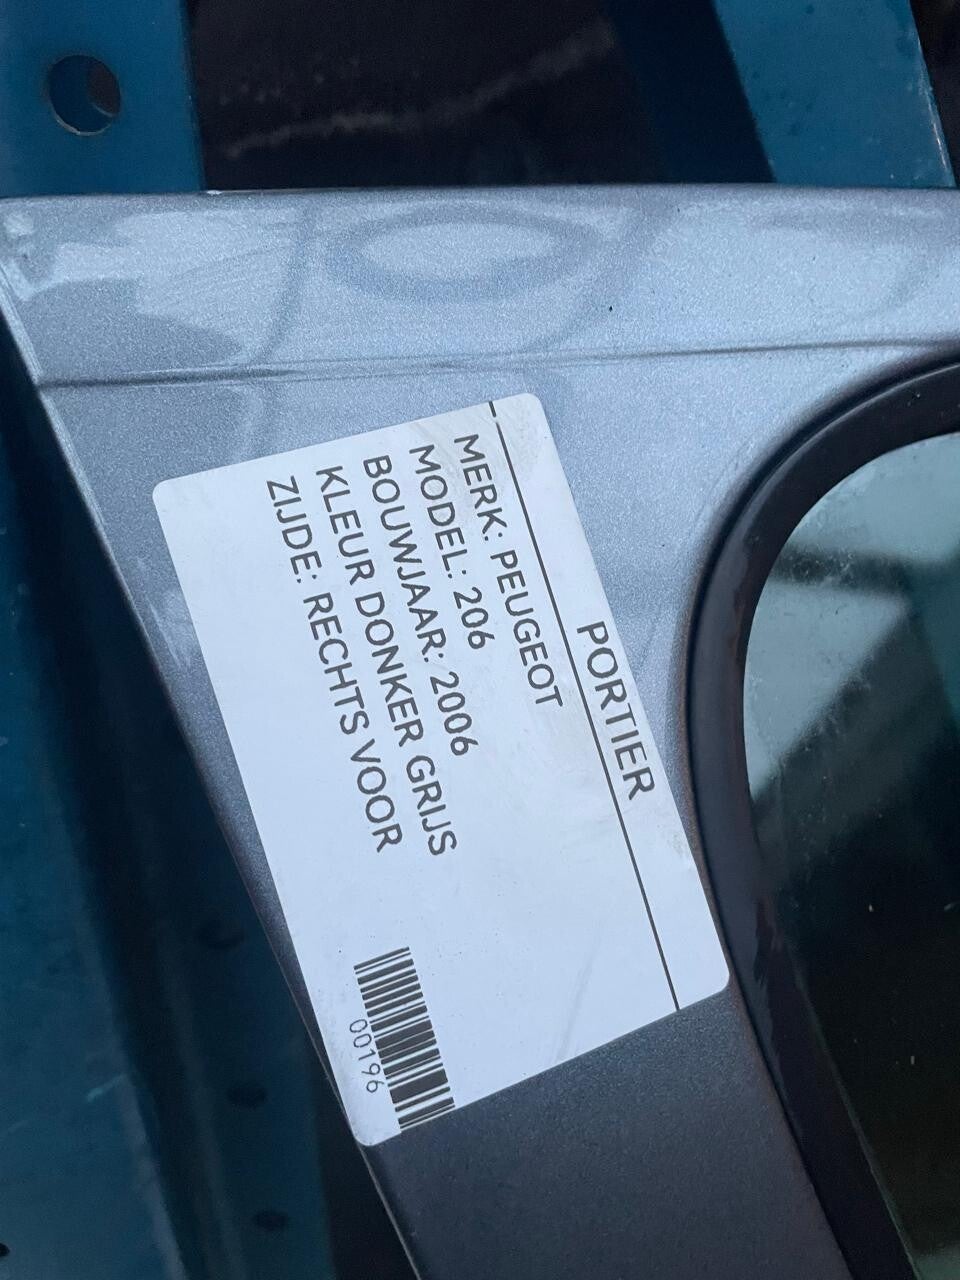 PORTIER
MERK: PEUGEOT
MODEL: 206
BOUWJAAR: 2006
KLEUR DONKER GRIJS
ZIJDE: RECHTS VOOR
00196